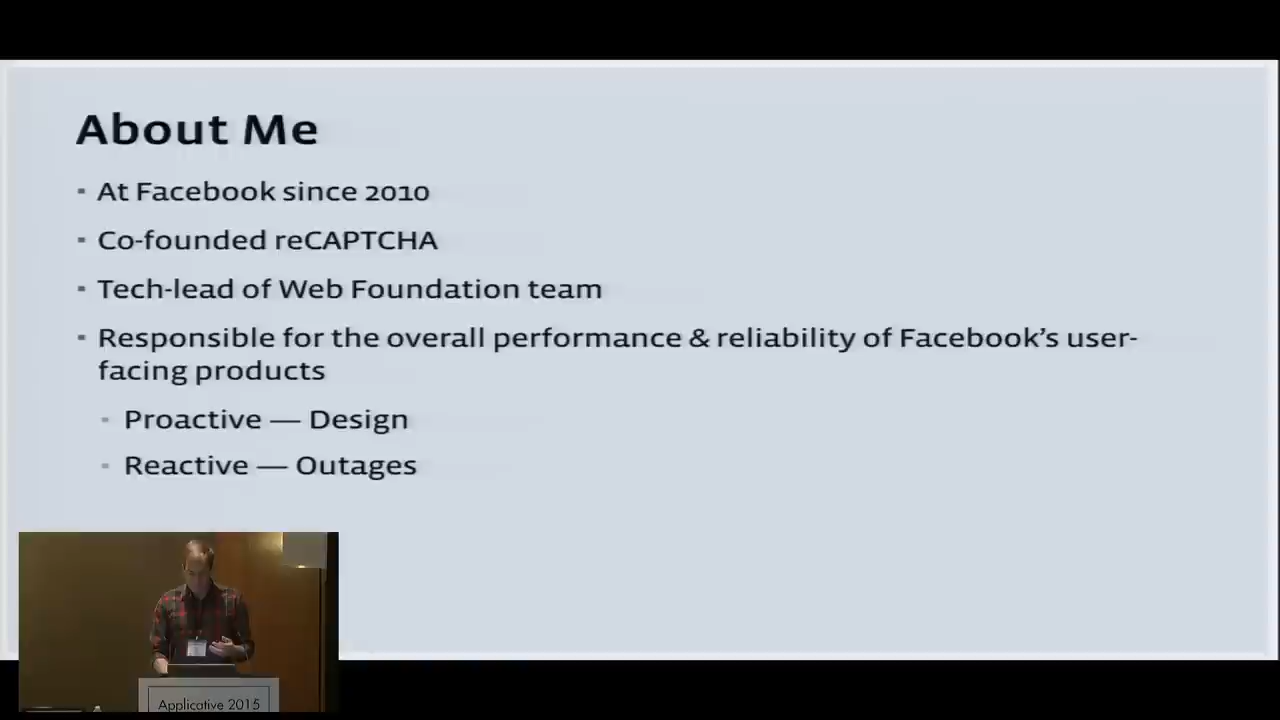 About Me
▪ At Facebook since 2010
▪ Co-founded reCAPTCHA
▪ Tech-lead of Web Foundation team
▪ Responsible for the overall performance & reliability of Facebook’s user-
facing products
▪ Proactive — Design
▪ Reactive — Outages
Applicative 2015